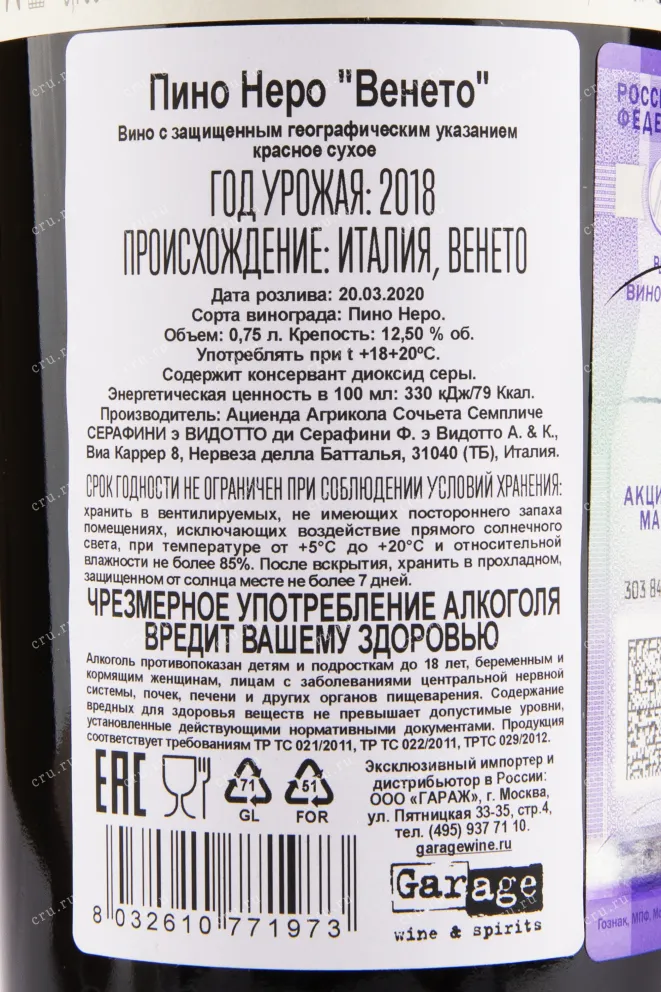 Пино Неро "Венето"
Вино с защищенным географическим указанием
красное сухое
ГОД УРОЖАЯ: 2018
ПРОИСХОЖДЕНИЕ: ИТАЛИЯ, ВЕНЕТО
Дата розлива: 20.03.2020
Сорта винограда: Пино Неро.
Объем: 0,75 л. Крепость: 12,50 % об.
Употреблять при t +18+20ºС.
Содержит консервант диоксид серы.
Энергетическая ценность в 100 мл: 330 кДж/79 Ккал.
Производитель: Ациенда Агрикола Сочьета Семпличе
СЕРАФИНИ э ВИДОТТО ди Серафини Ф. э Видотто А. & К.,
Виа Каррер 8, Нервеза делла Батталья, 31040 (ТБ), Италия.
СРОК ГОДНОСТИ НЕ ОГРАНИЧЕН ПРИ СОБЛЮДЕНИИ УСЛОВИЙ ХРАНЕНИЯ:
хранить в вентилируемых, не имеющих постороннего запаха
помещениях, исключающих воздействие прямого солнечного
света, при температуре от +5°С до +20°С и относительной
влажности не более 85%. После вскрытия, хранить в прохладном,
защищенном от солнца месте не более 7 дней.
ЧРЕЗМЕРНОЕ УПОТРЕБЛЕНИЕ АЛКОГОЛЯ
ВРЕДИТ ВАШЕМУ ЗДОРОВЬЮ
Алкоголь противопоказан детям и подросткам до 18 лет, беременным и
кормящим женщинам, лицам с заболеваниями центральной нервной
системы, почек, печени и других органов пищеварения. Содержание
вредных для здоровья веществ не превышает допустимые уровни,
установленные действующими нормативными документами. Продукция
соответствует требованиям ТР ТС 021/2011, ТР ТС 022/2011, ТРТС 029/2012.
EAC
71
GL
51
FOR
Эксклюзивный импортер и
дистрибьютор в России:
ООО «ГАРАЖ», г. Москва,
ул. Пятницкая 33-35, стр.4,
тел. (495) 937 71 10.
garagewine.ru
Garage
wine & spirits
8 032610 771973
РОСС
ФЕДЕ
ВИНО
АКЦИ
МА
303 84
Гознак, МПФ, М
cru.ru